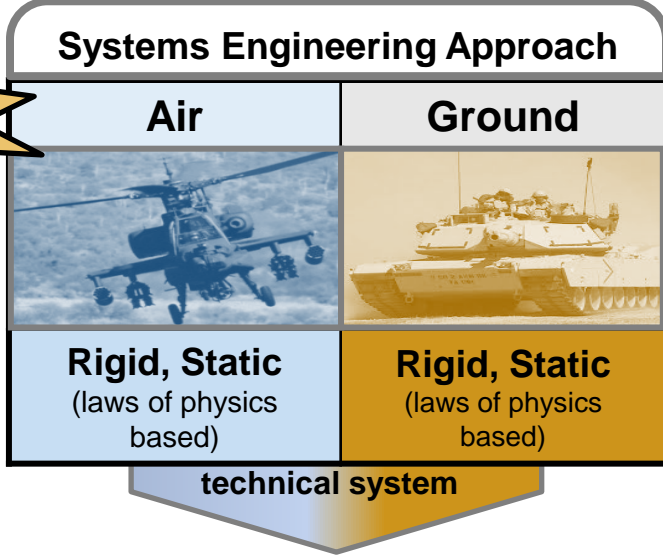 Systems Engineering Approach
Air
Ground
Rigid, Static
(laws of physics
based)
Rigid, Static
(laws of physics
based)
technical system